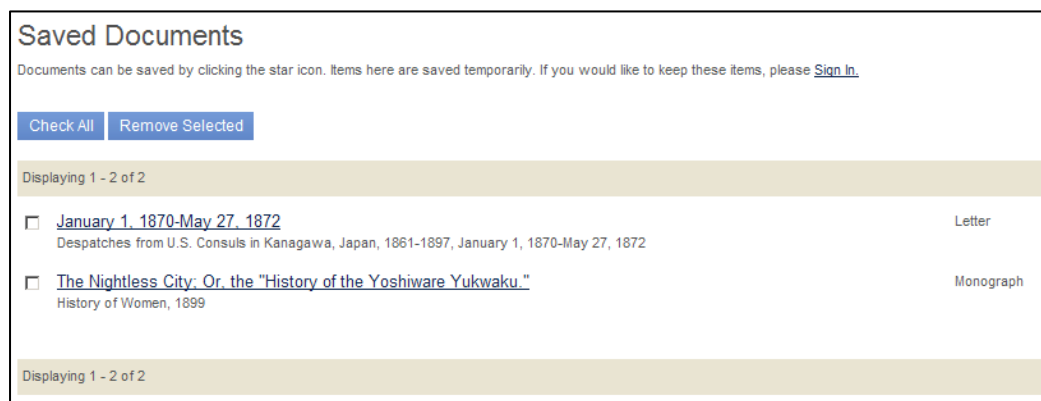 Saved Documents
Documents can be saved by clicking the star icon. Items here are saved temporarily. If you would like to keep these items, please Sign In.
Check All Remove Selected
Displaying 1 - 2 of 2
January 1, 1870-May 27, 1872 Letter
Despatches from U.S. Consuls in Kanagawa, Japan, 1861-1897, January 1, 1870-May 27, 1872
The Nightless City; Or, the "History of the Yoshiware Yukwaku." Monograph
History of Women, 1899
Displaying 1 - 2 of 2